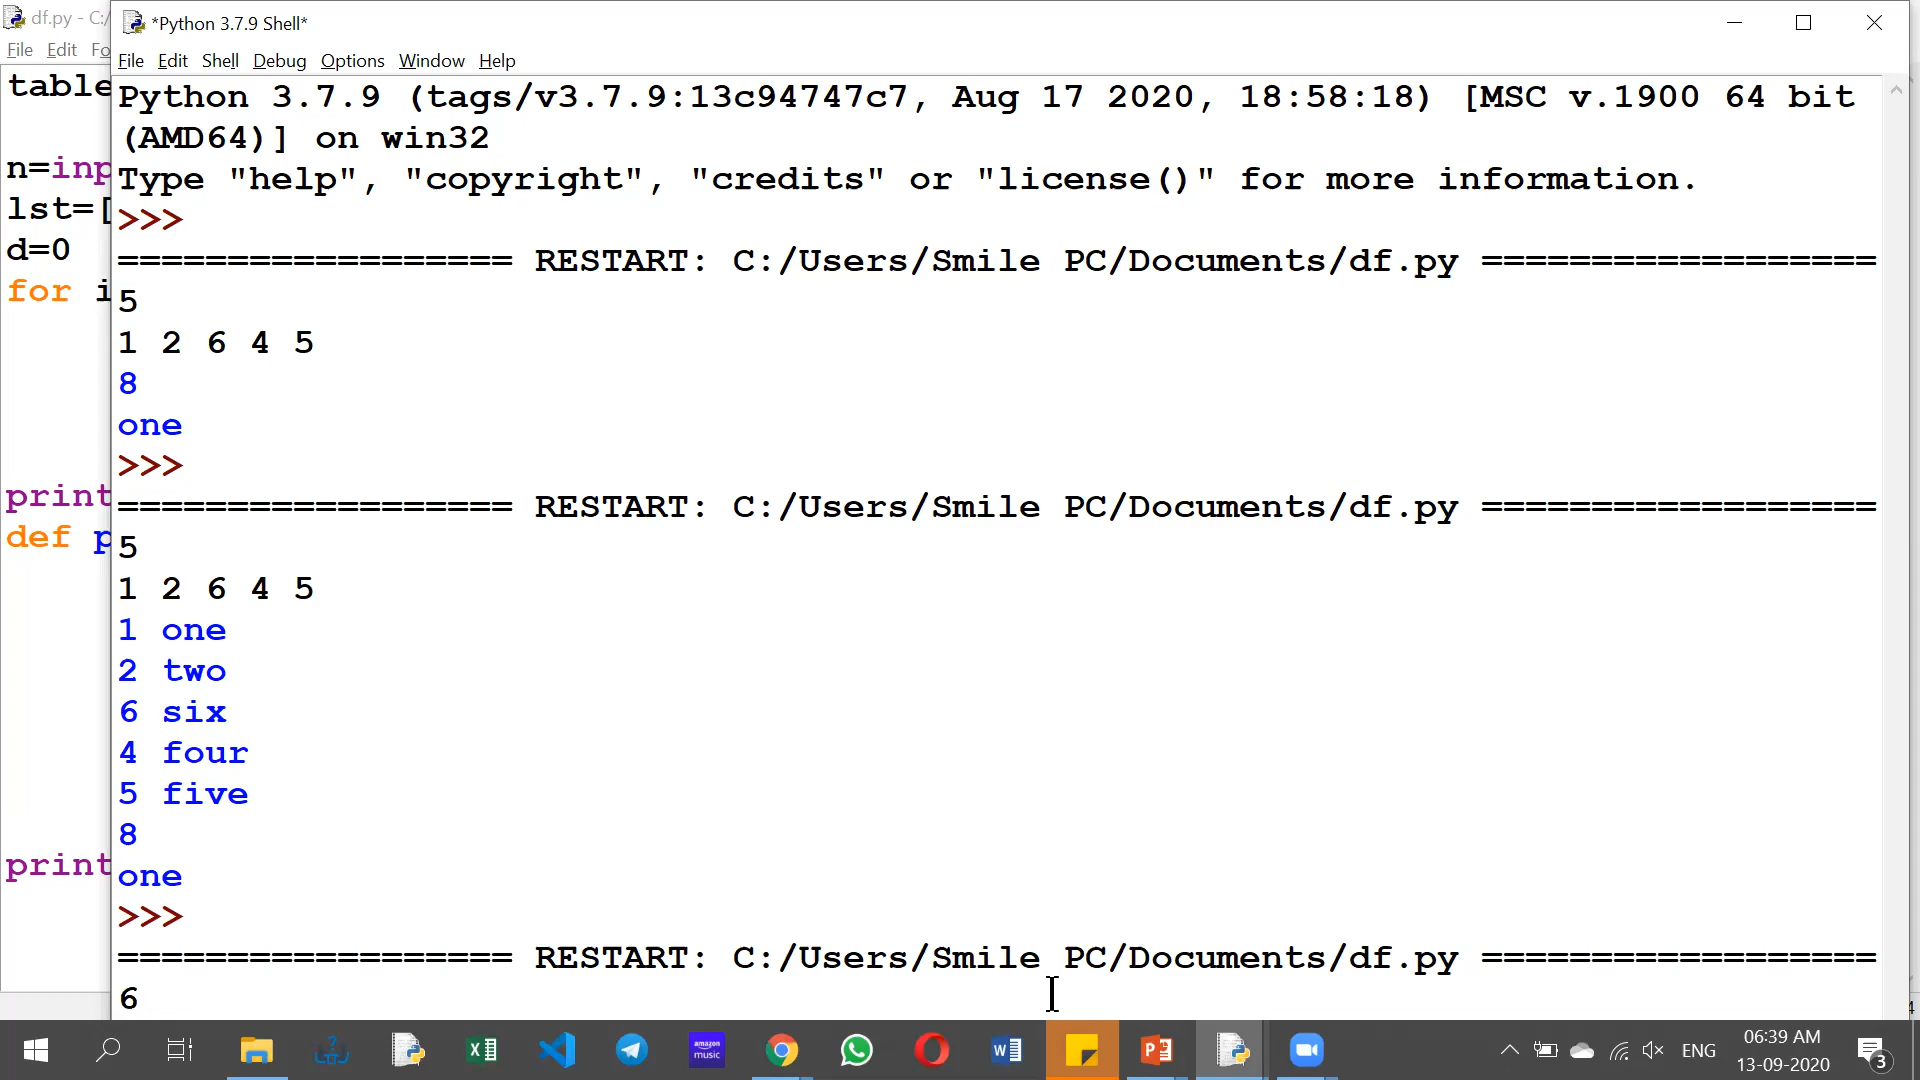 df.py - C:/
File Edit Fo
table
n=inp
lst=[
d=0
for i
print
def p
print
*Python 3.7.9 Shell*
File Edit Shell Debug Options Window Help
Python 3.7.9 (tags/v3.7.9:13c94747c7, Aug 17 2020, 18:58:18) [MSC v.1900 64 bit
(AMD64)] on win32
Type "help", "copyright", "credits" or "license()" for more information.
>>>
================== RESTART: C:/Users/Smile PC/Documents/df.py ==================
5
1 2 6 4 5
8
one
>>>
================== RESTART: C:/Users/Smile PC/Documents/df.py ==================
5
1 2 6 4 5
1 one
2 two
6 six
4 four
5 five
8
one
>>>
================== RESTART: C:/Users/Smile PC/Documents/df.py ==================
6
4
amazon music
ENG
06:39 AM
13-09-2020
3